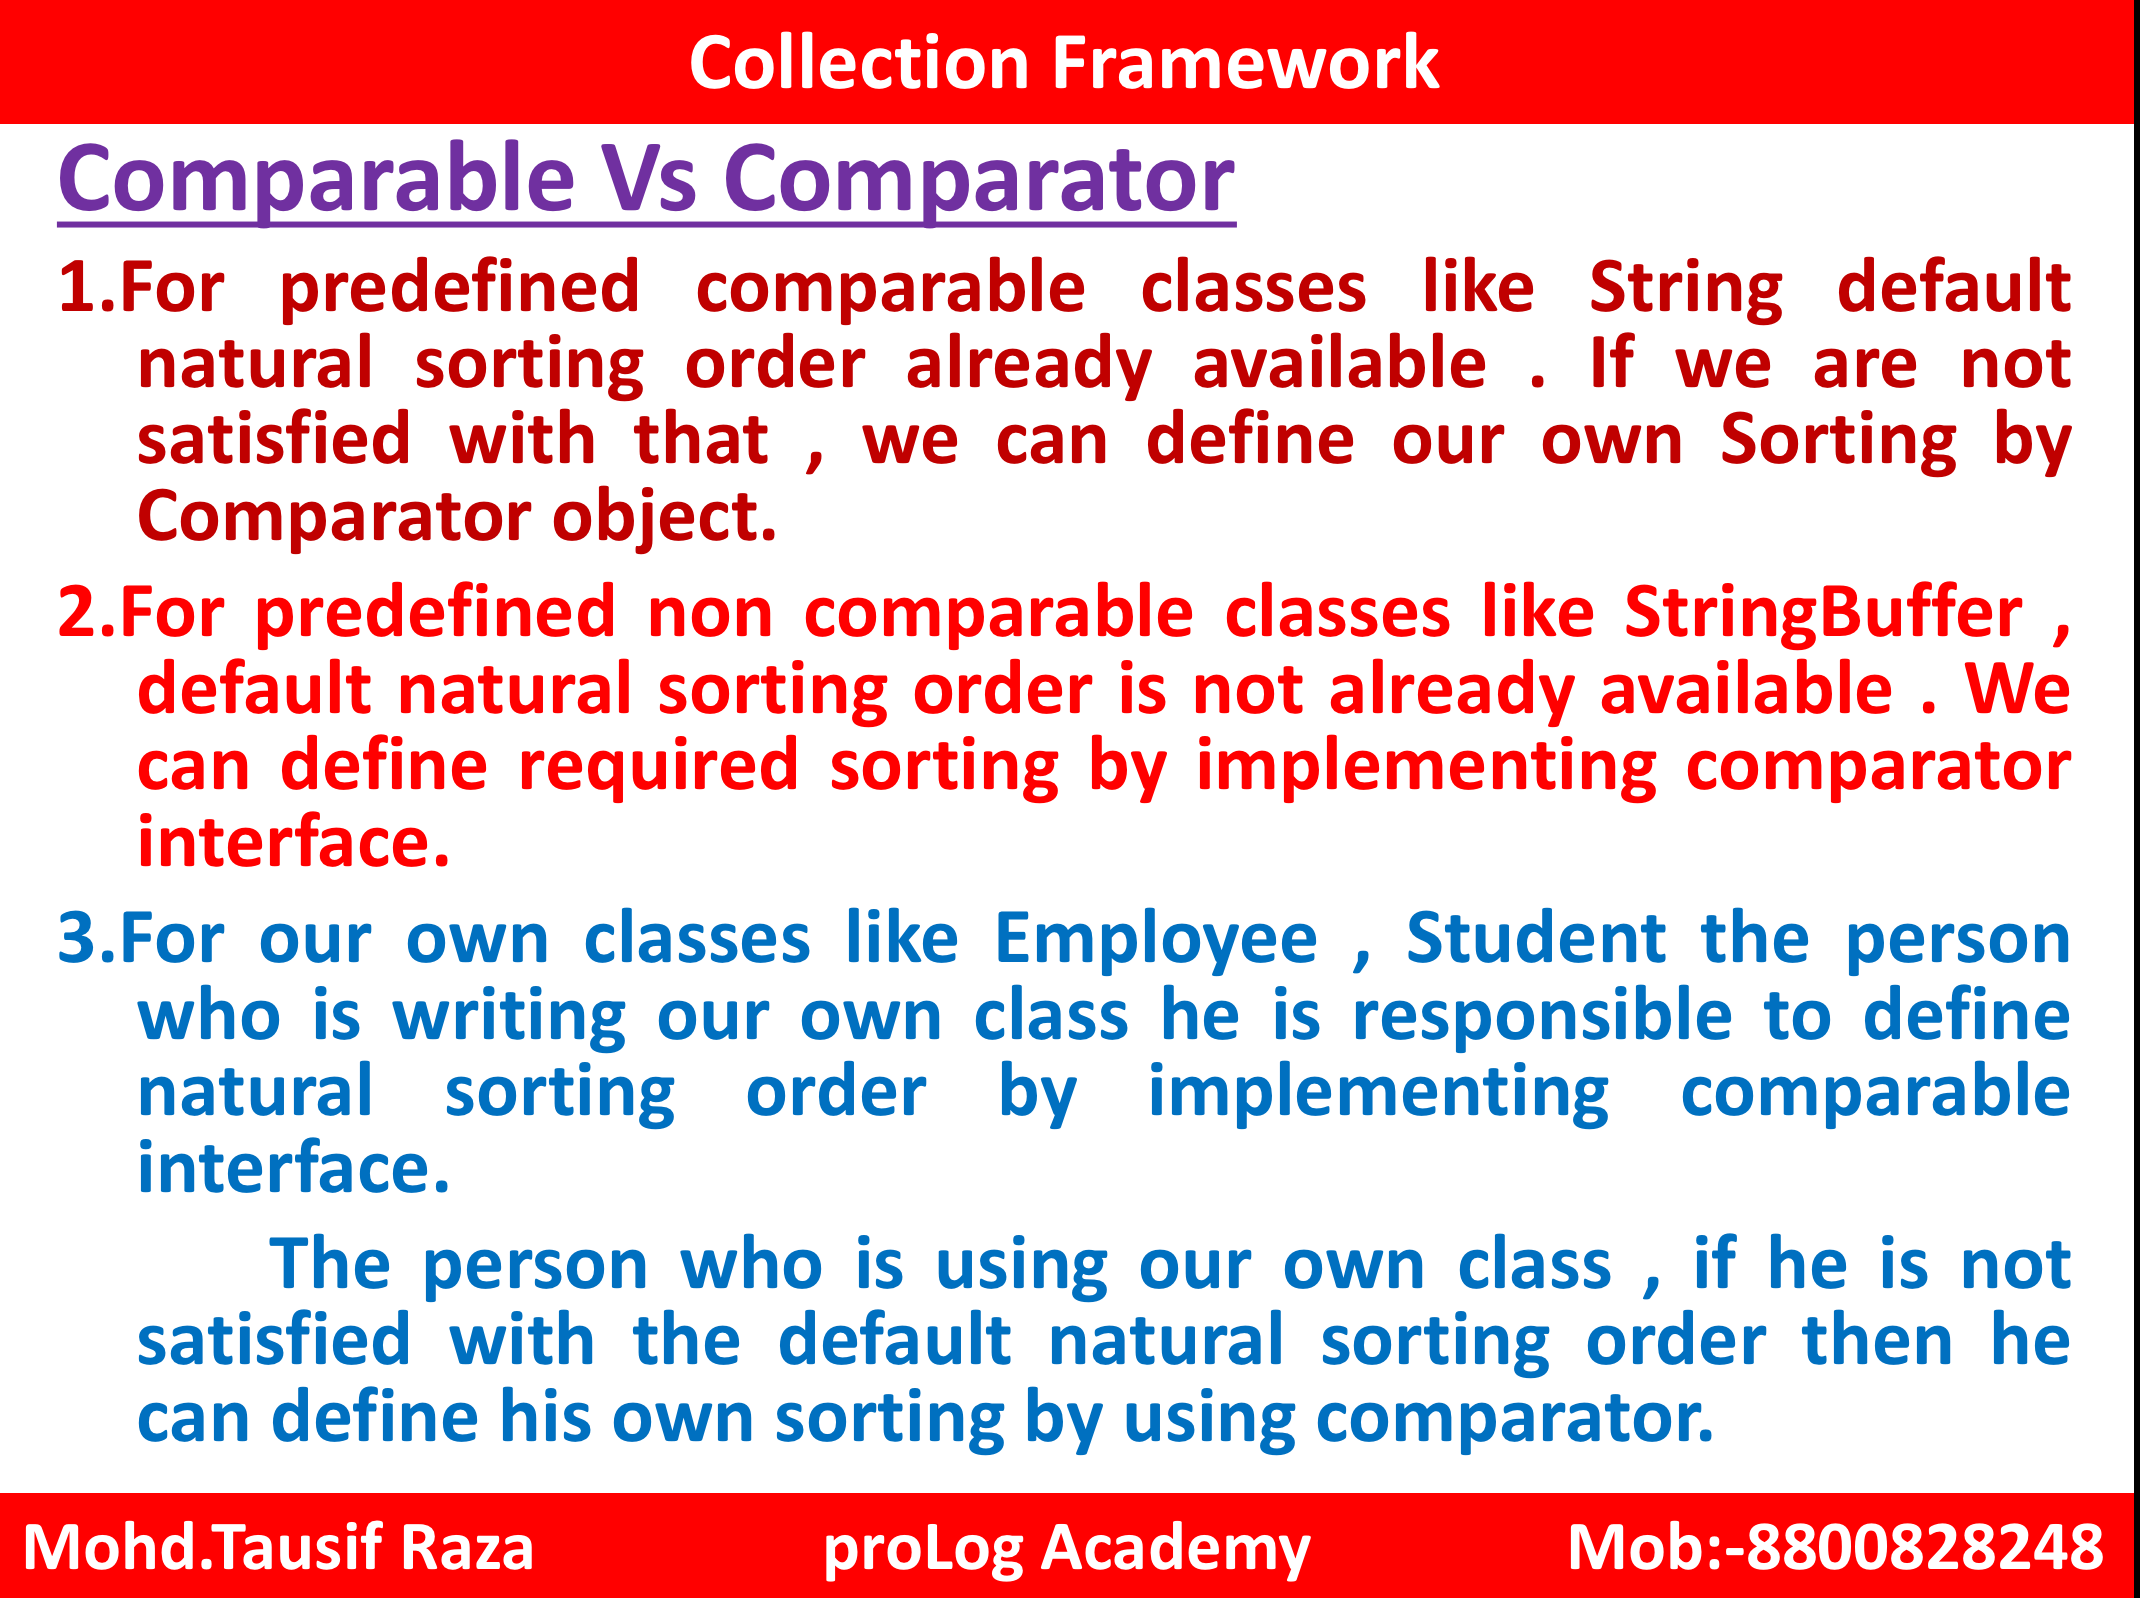 Collection Framework
Comparable Vs Comparator
1.For predefined comparable classes like String default
natural sorting order already available . If we are not
satisfied with that , we can define our own Sorting by
Comparator object.
2.For predefined non comparable classes like StringBuffer ,
default natural sorting order is not already available . We
can define required sorting by implementing comparator
interface.
3.For our own classes like Employee , Student the person
who is writing our own class he is responsible to define
natural sorting order by implementing comparable
interface.
The person who is using our own class , if he is not
satisfied with the default natural sorting order then he
can define his own sorting by using comparator.
Mohd.Tausif Raza proLog Academy Mob:-8800828248